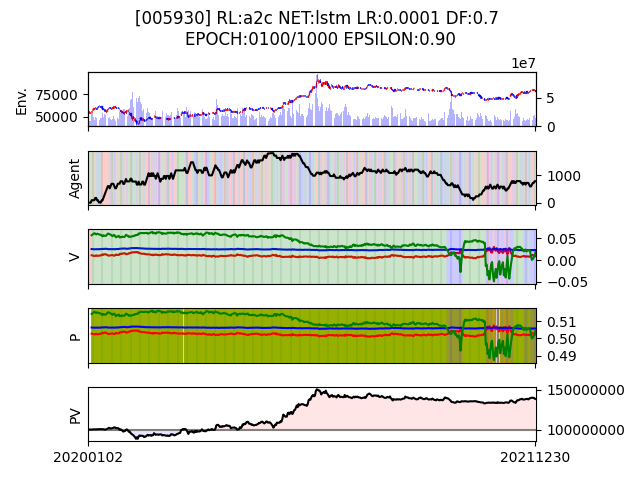 [005930] RL:a2c NET:lstm LR:0.0001 DF:0.7
EPOCH:0100/1000 EPSILON:0.90
1e7
Env.
75000
50000
5
0
Agent
1000
0
V
0.05
0.00
−0.05
P
0.51
0.50
0.49
PV
150000000
100000000
20200102
20211230